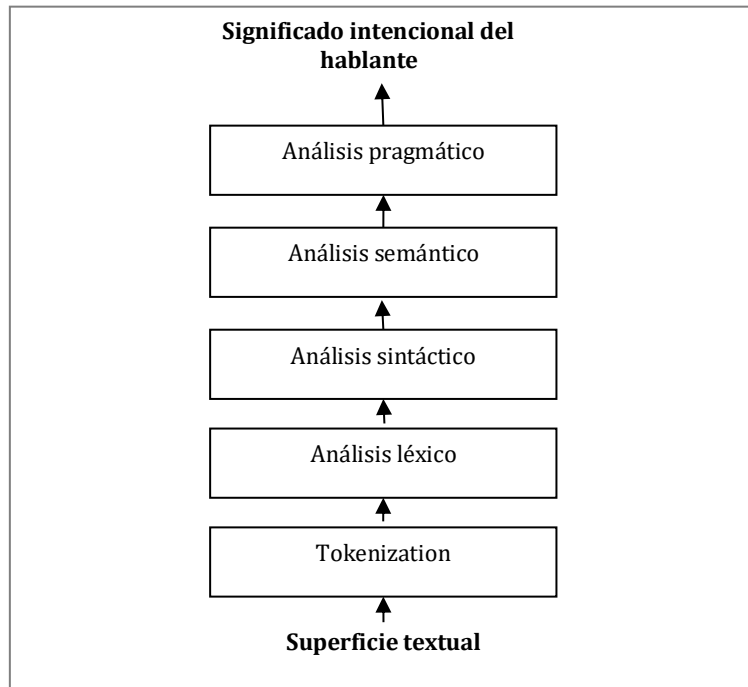 Significado intencional del
hablante
Análisis pragmático
Análisis semántico
Análisis sintáctico
Análisis léxico
Tokenization
Superficie textual